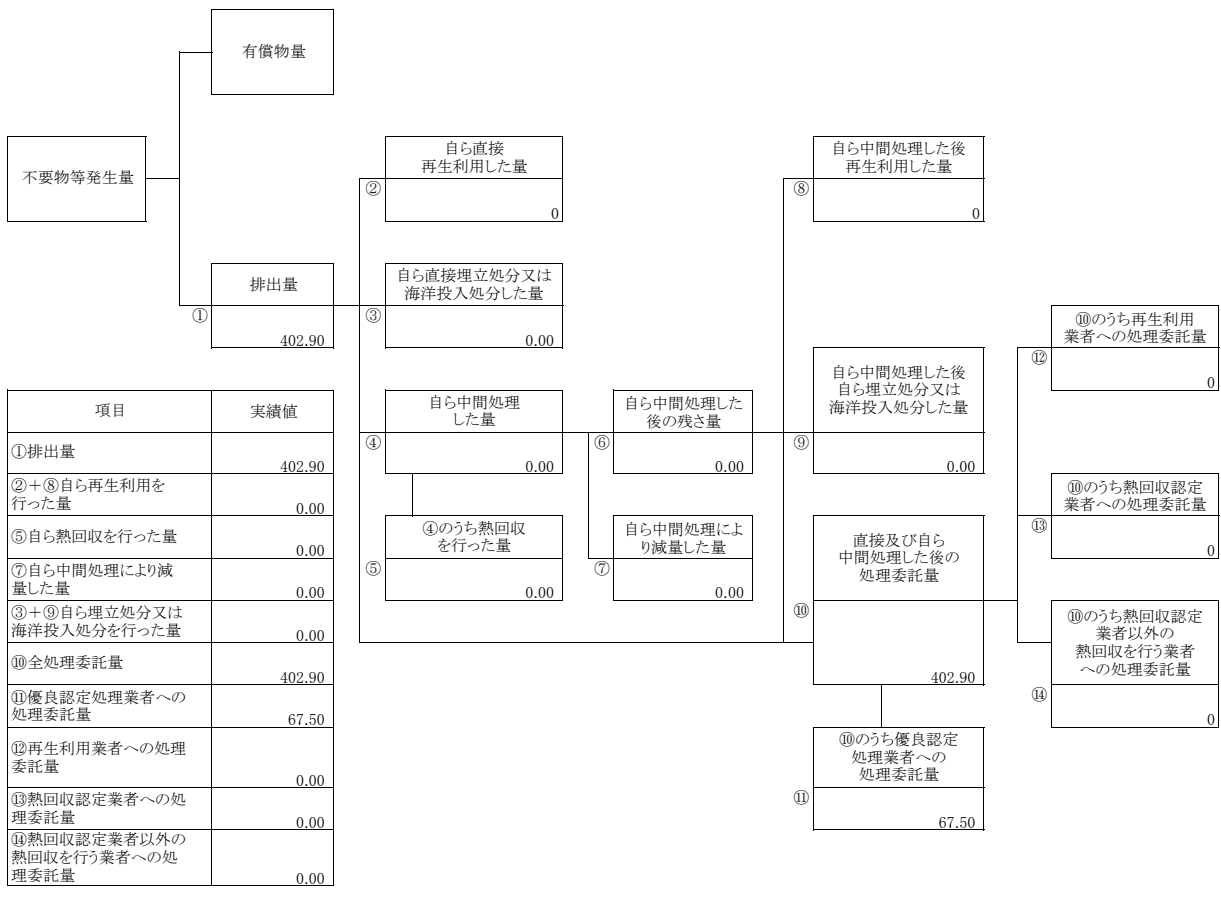 有償物量
不要物等発生量
自ら直接
再生利用した量
②
0
自ら中間処理した後
再生利用した量
⑧
0
排出量
①
402.90
自ら直接埋立処分又は
海洋投入処分した量
③
0.00
⑩のうち再生利用
業者への処理委託量
⑫
0
自ら中間処理
した量
④
0.00
自ら中間処理した
後の残さ量
⑥
0.00
自ら中間処理した後
自ら埋立処分又は
海洋投入処分した量
⑨
0.00
⑩のうち熱回収認定
業者への処理委託量
⑬
0
④のうち熱回収
を行った量
⑤
0.00
自ら中間処理によ
り減量した量
⑦
0.00
直接及び自ら
中間処理した後の
処理委託量
⑩
402.90
⑩のうち熱回収認定
業者以外の
熱回収を行う業者
への処理委託量
⑭
0
⑩のうち優良認定
処理業者への
処理委託量
⑪
67.50
項目
実績値
①排出量
402.90
②＋⑧自ら再生利用を
行った量
0.00
⑤自ら熱回収を行った量
0.00
⑦自ら中間処理により減
量した量
0.00
③＋⑨自ら埋立処分又は
海洋投入処分を行った量
0.00
⑩全処理委託量
402.90
⑪優良認定処理業者への
処理委託量
67.50
⑫再生利用業者への処理
委託量
0.00
⑬熱回収認定業者への処
理委託量
0.00
⑭熱回収認定業者以外の
熱回収を行う業者への処
理委託量
0.00